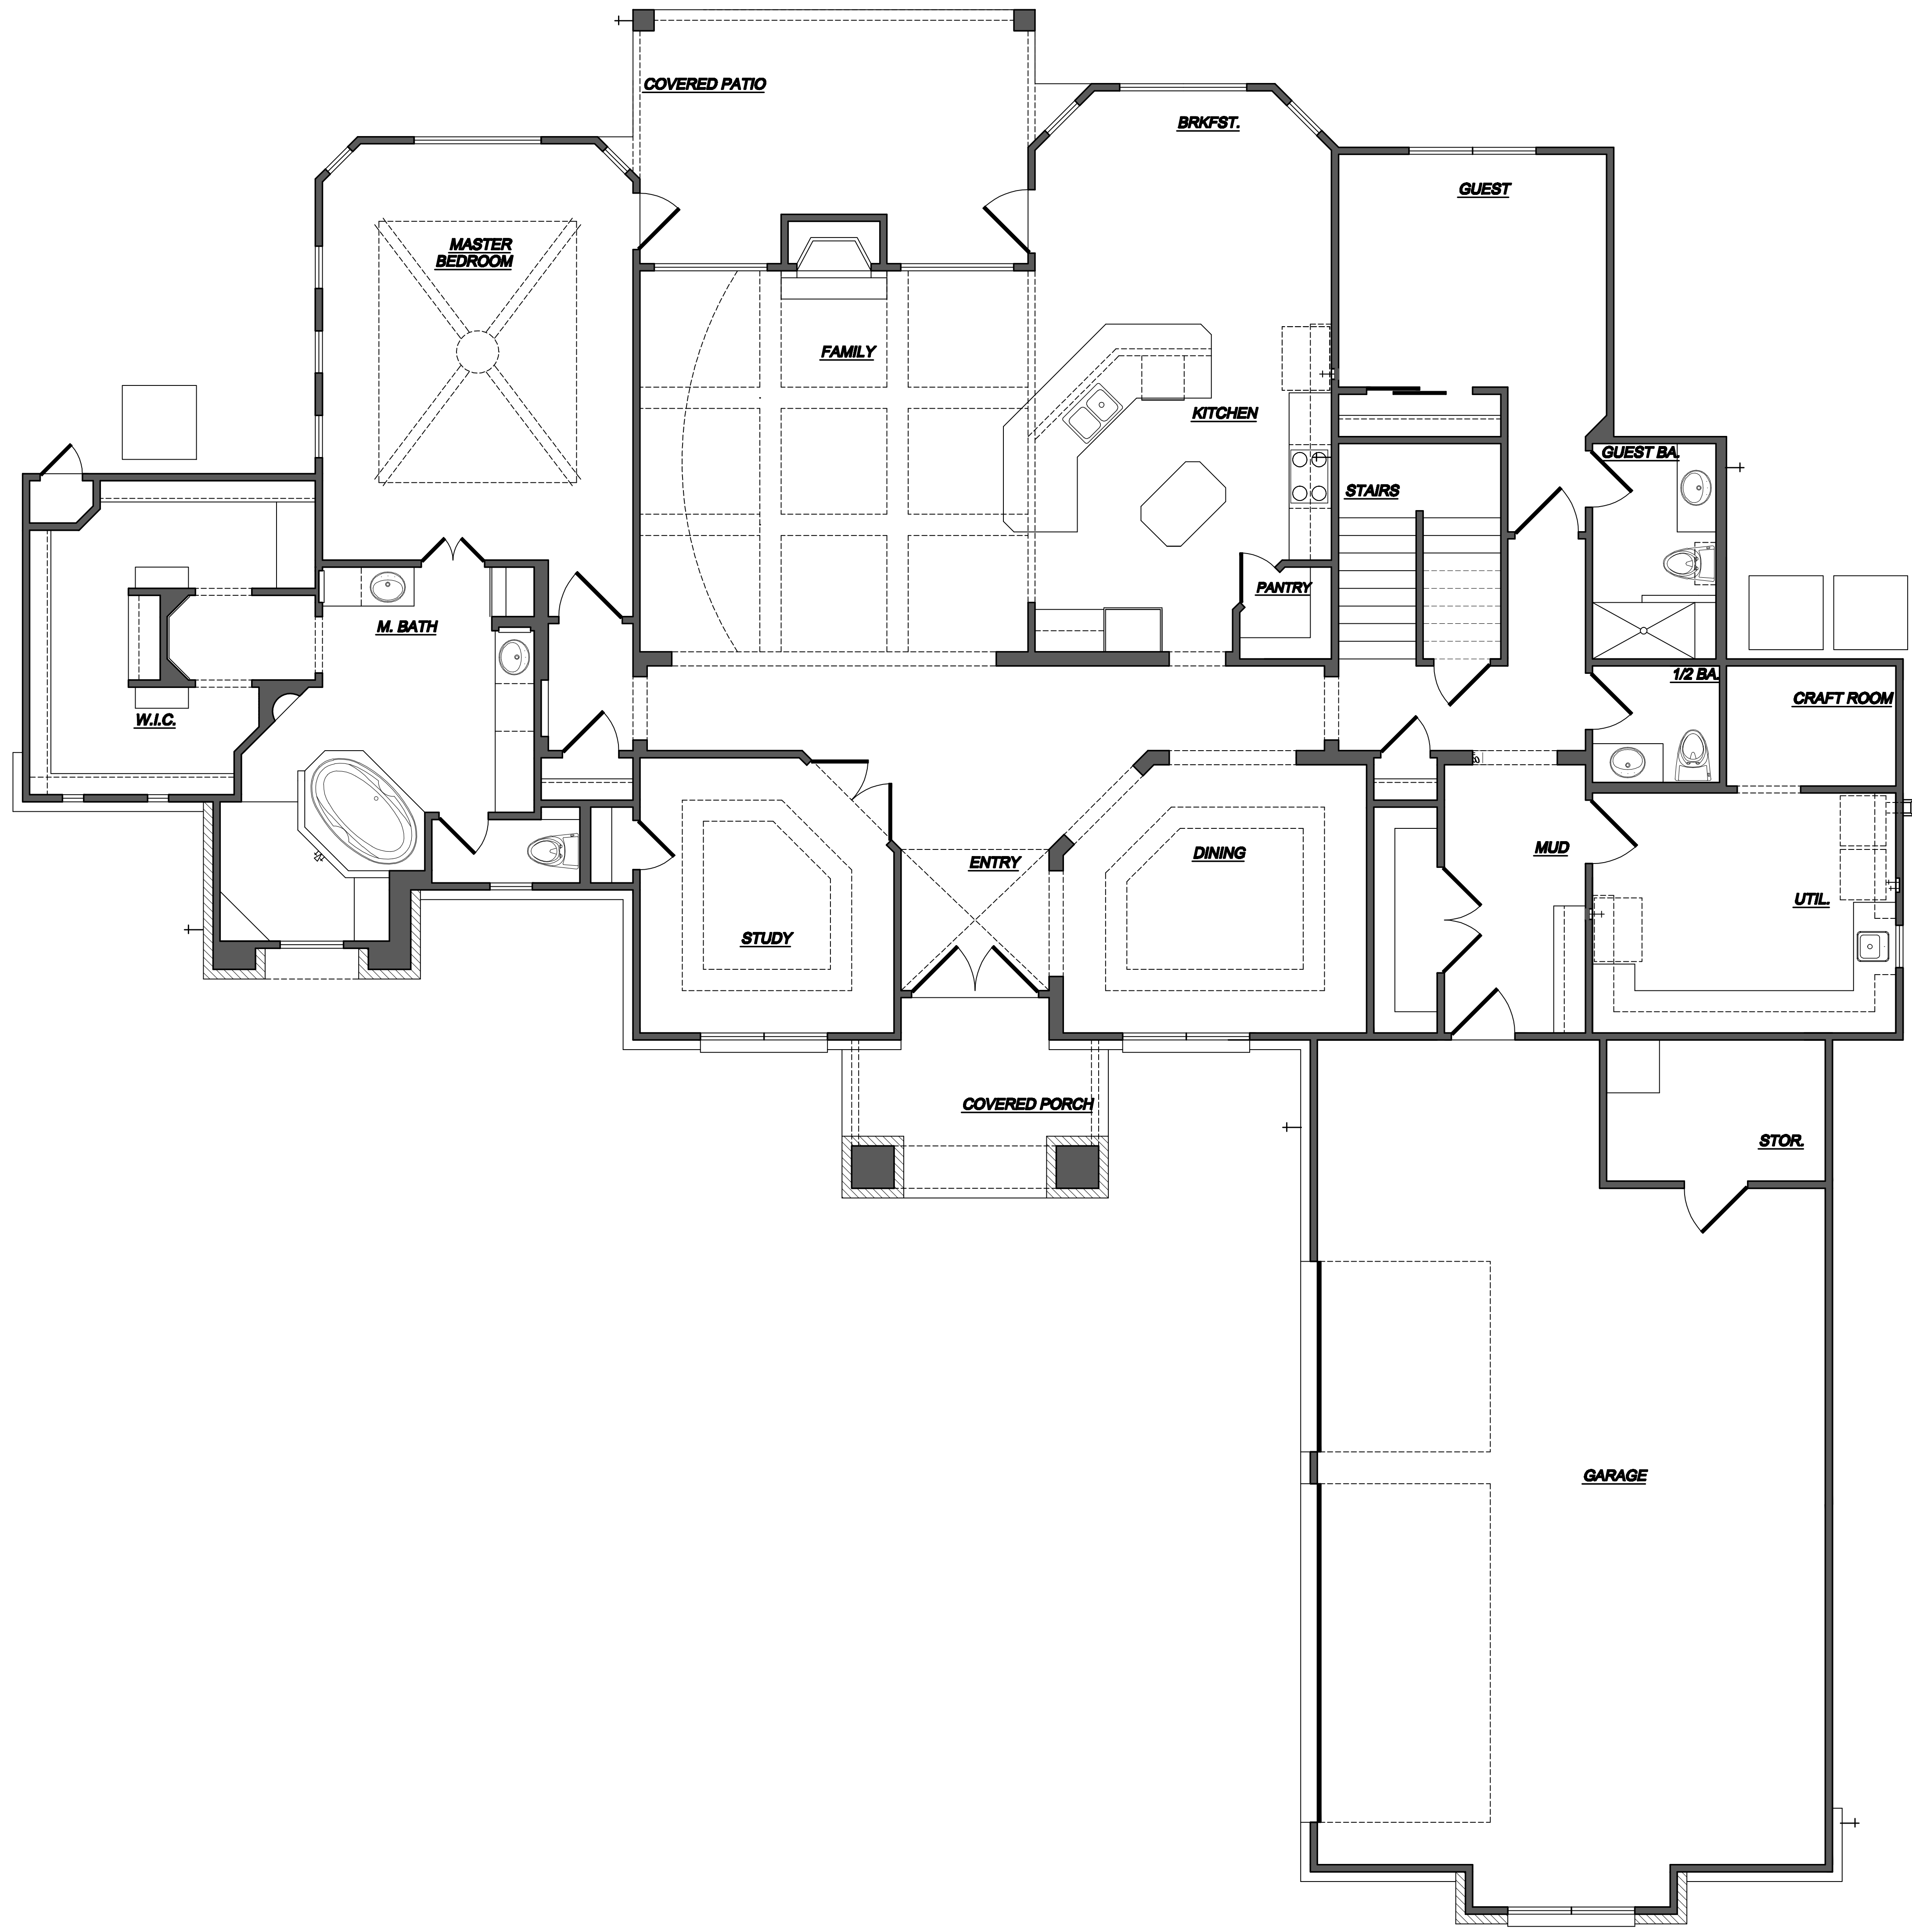 COVERED PATIO
BRKFST.
GUEST
MASTER
BEDROOM
FAMILY
KITCHEN
GUEST BA.
STAIRS
PANTRY
M. BATH
1/2 BA.
CRAFT ROOM
W.I.C.
MUD
DINING
ENTRY
UTIL.
STUDY
COVERED PORCH
STOR.
GARAGE